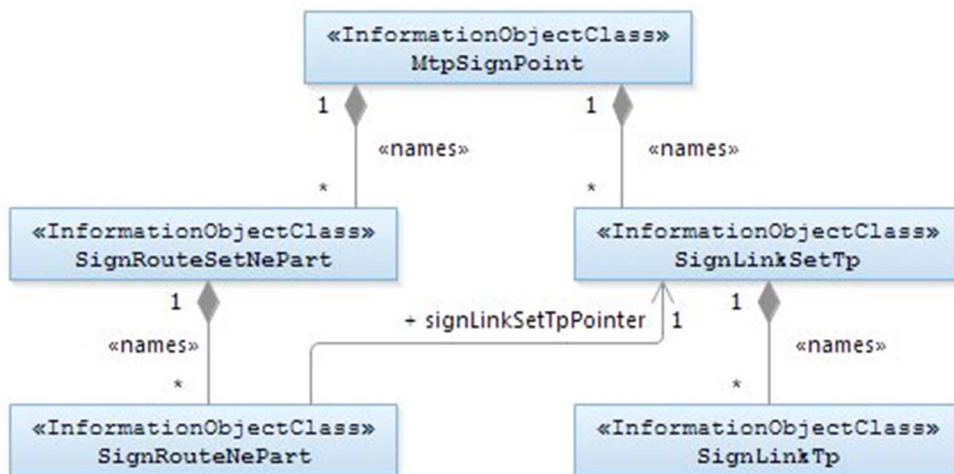 «InformationObjectClass»
MtpSignPoint
1
1
«names»
«names»
*
*
«InformationObjectClass»
SignRouteSetNePart
«InformationObjectClass»
SignLinkSetTp
1
+ signLinkSetTpPointer
1
1
«names»
«names»
*
*
«InformationObjectClass»
SignRouteNePart
«InformationObjectClass»
SignLinkTp